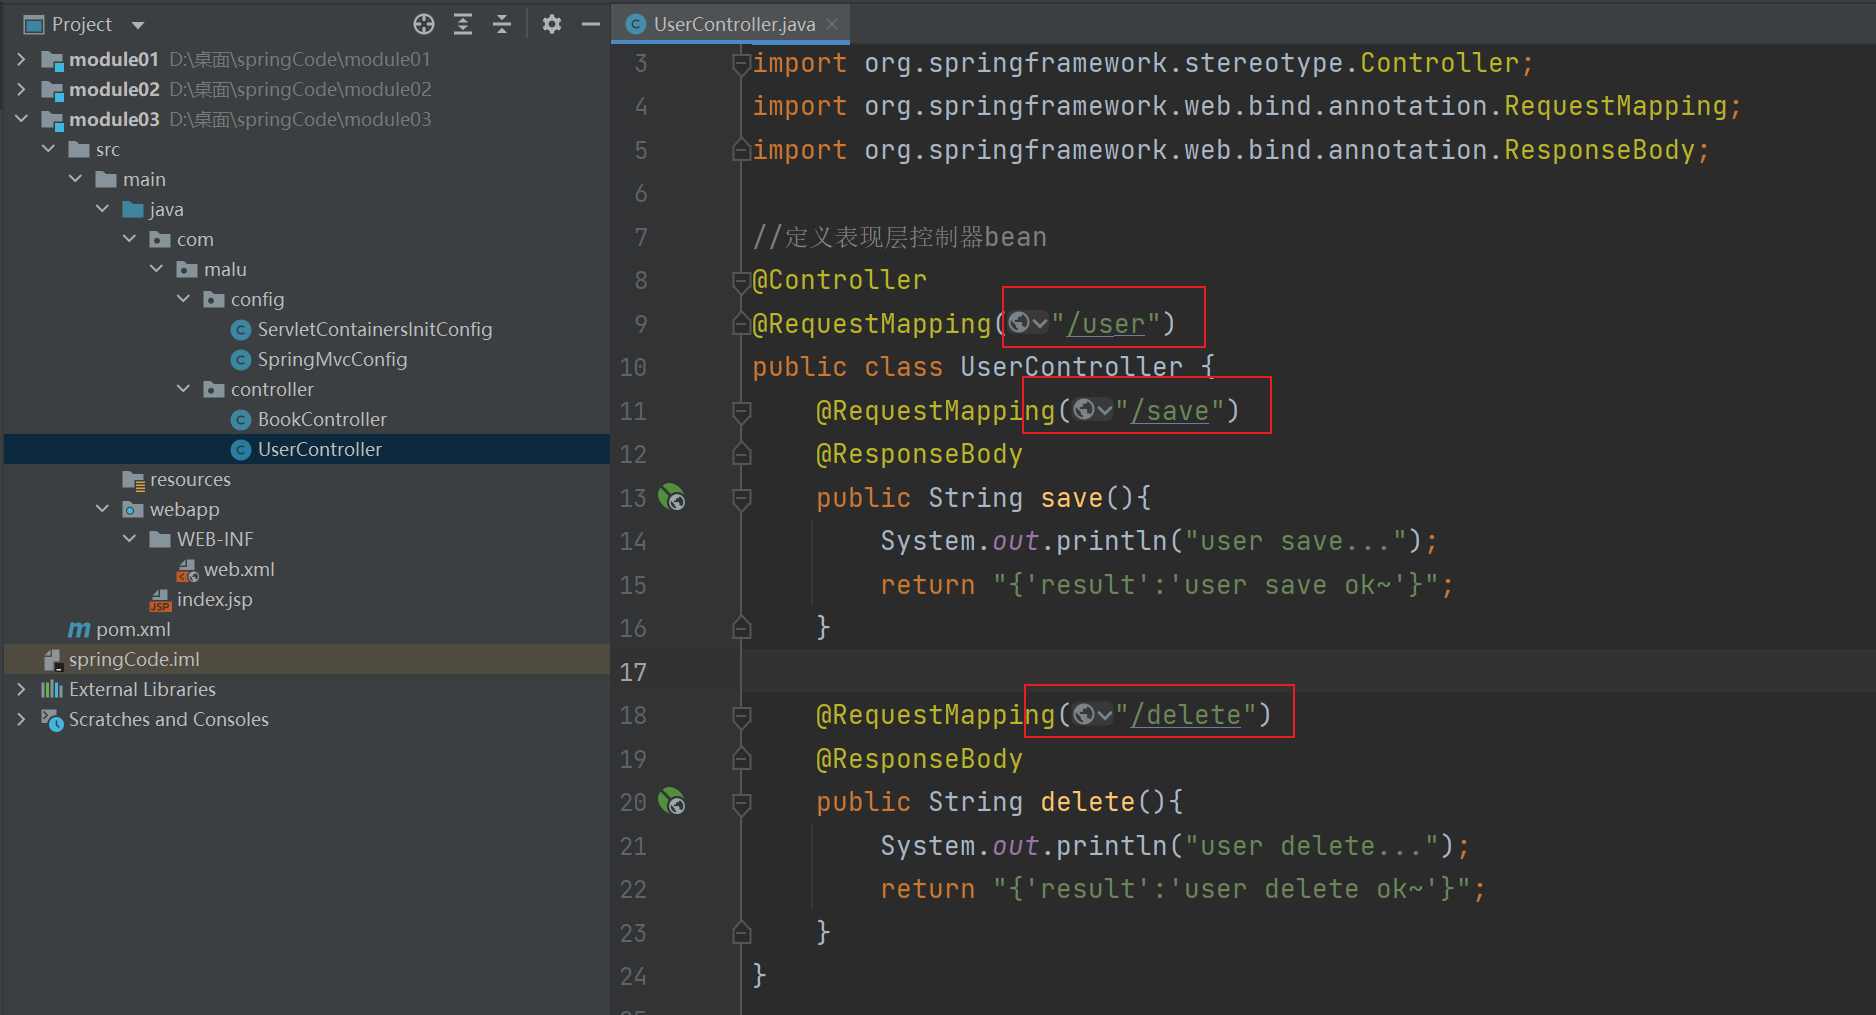 Project
module01 D:\桌面\springCode\module01
module02 D:\桌面\springCode\module02
module03 D:\桌面\springCode\module03
src
main
java
com
malu
config
ServletContainersInitConfig
SpringMvcConfig
controller
BookController
UserController
resources
webapp
WEB-INF
web.xml
index.jsp
pom.xml
springCode.iml
External Libraries
Scratches and Consoles
UserController.java
3 import org.springframework.stereotype.Controller;
4 import org.springframework.web.bind.annotation.RequestMapping;
5 import org.springframework.web.bind.annotation.ResponseBody;
6
7 //定义表现层控制器bean
8 @Controller
9 @RequestMapping("/user")
10 public class UserController {
11 @RequestMapping("/save")
12 @ResponseBody
13 public String save(){
14 System.out.println("user save...");
15 return "{'result':'user save ok~'}";
16 }
17
18 @RequestMapping("/delete")
19 @ResponseBody
20 public String delete(){
21 System.out.println("user delete...");
22 return "{'result':'user delete ok~'}";
23 }
24 }